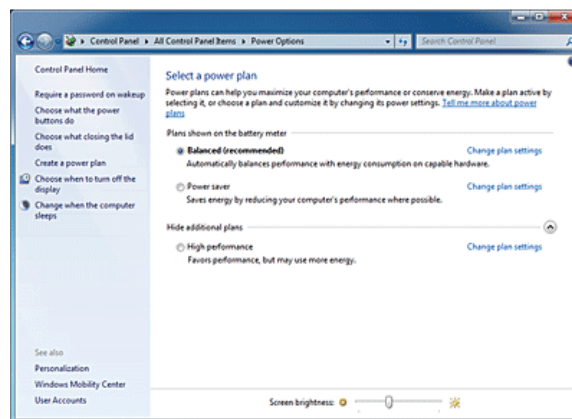 Control Panel ▸ All Control Panel Items ▸ Power Options
Search Control Panel
Control Panel Home
Require a password on wakeup
Choose what the power
buttons do
Choose what closing the lid
does
Create a power plan
Choose when to turn off the
display
Change when the computer
sleeps
See also
Personalization
Windows Mobility Center
User Accounts
Select a power plan
Power plans can help you maximize your computer's performance or conserve energy. Make a plan active by
selecting it, or choose a plan and customize it by changing its power settings. Tell me more about power
plans
Plans shown on the battery meter
Balanced (recommended) Change plan settings
Automatically balances performance with energy consumption on capable hardware.
Power saver Change plan settings
Saves energy by reducing your computer's performance where possible.
Hide additional plans
High performance Change plan settings
Favors performance, but may use more energy.
Screen brightness: